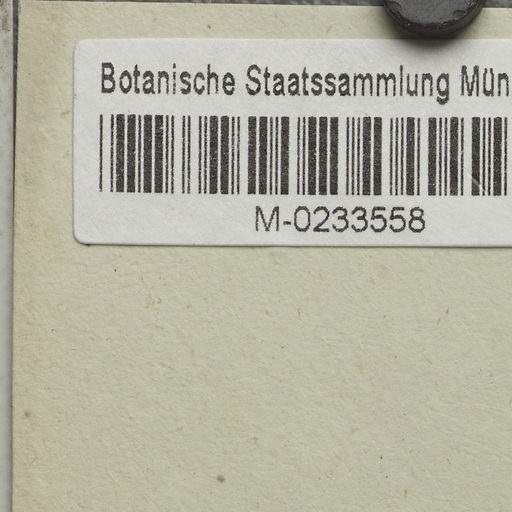 Botanische Staatssammlung Mün
M-0233558